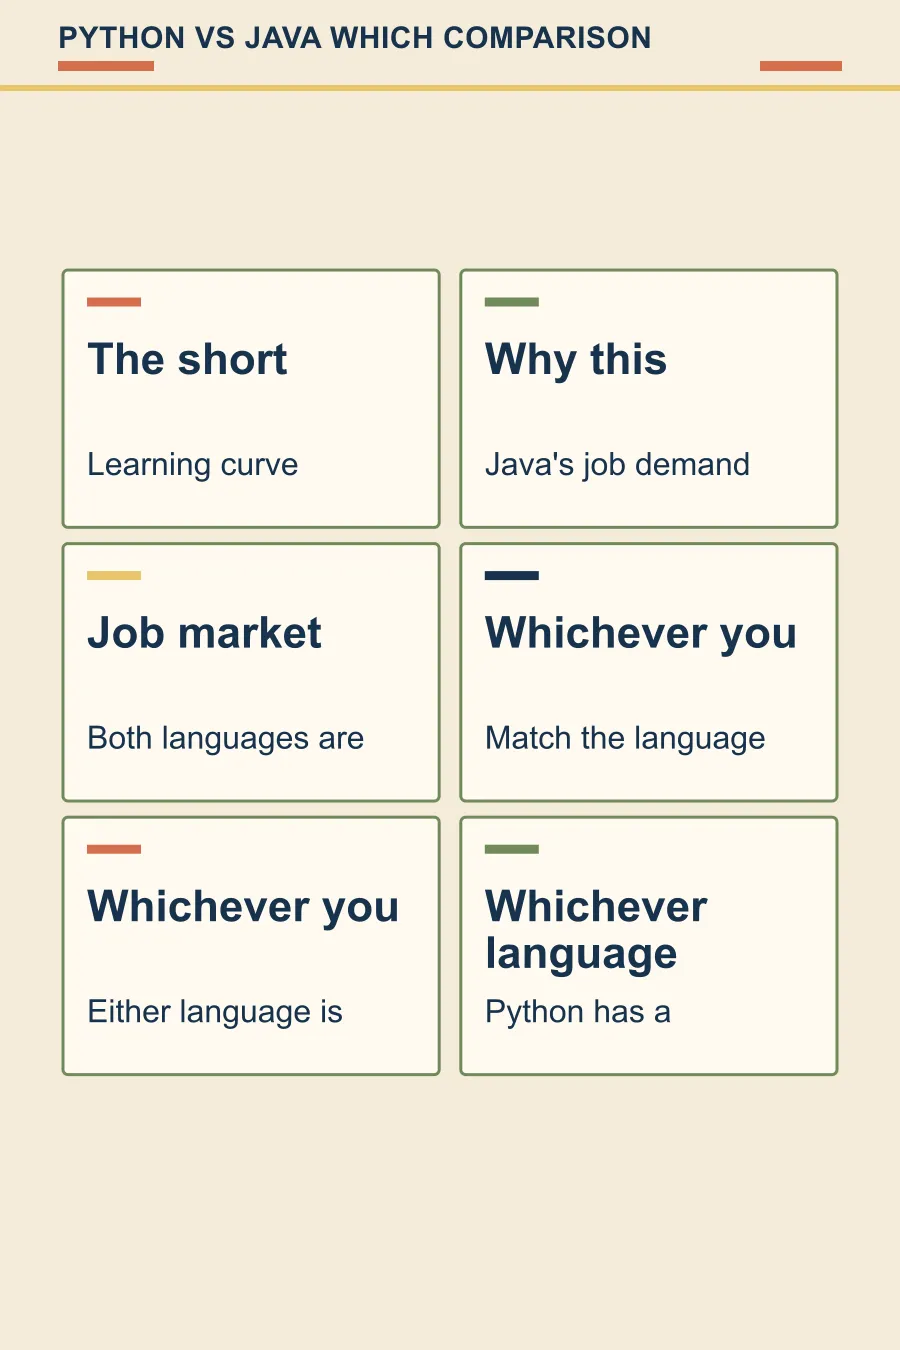 PYTHON VS JAVA WHICH COMPARISON
The short
Learning curve
Why this
Java's job demand
Job market
Both languages are
Whichever you
Match the language
Whichever you
Either language is
Whichever
language
Python has a